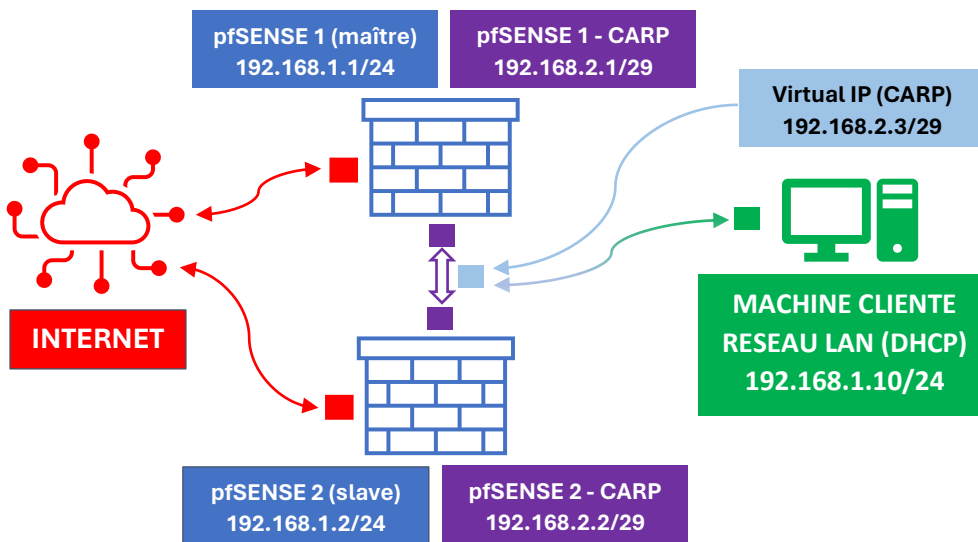 pfSENSE 1 (maître)
192.168.1.1/24
pfSENSE 1 - CARP
192.168.2.1/29
Virtual IP (CARP)
192.168.2.3/29
INTERNET
MACHINE CLIENTE
RESEAU LAN (DHCP)
192.168.1.10/24
pfSENSE 2 (slave)
192.168.1.2/24
pfSENSE 2 - CARP
192.168.2.2/29